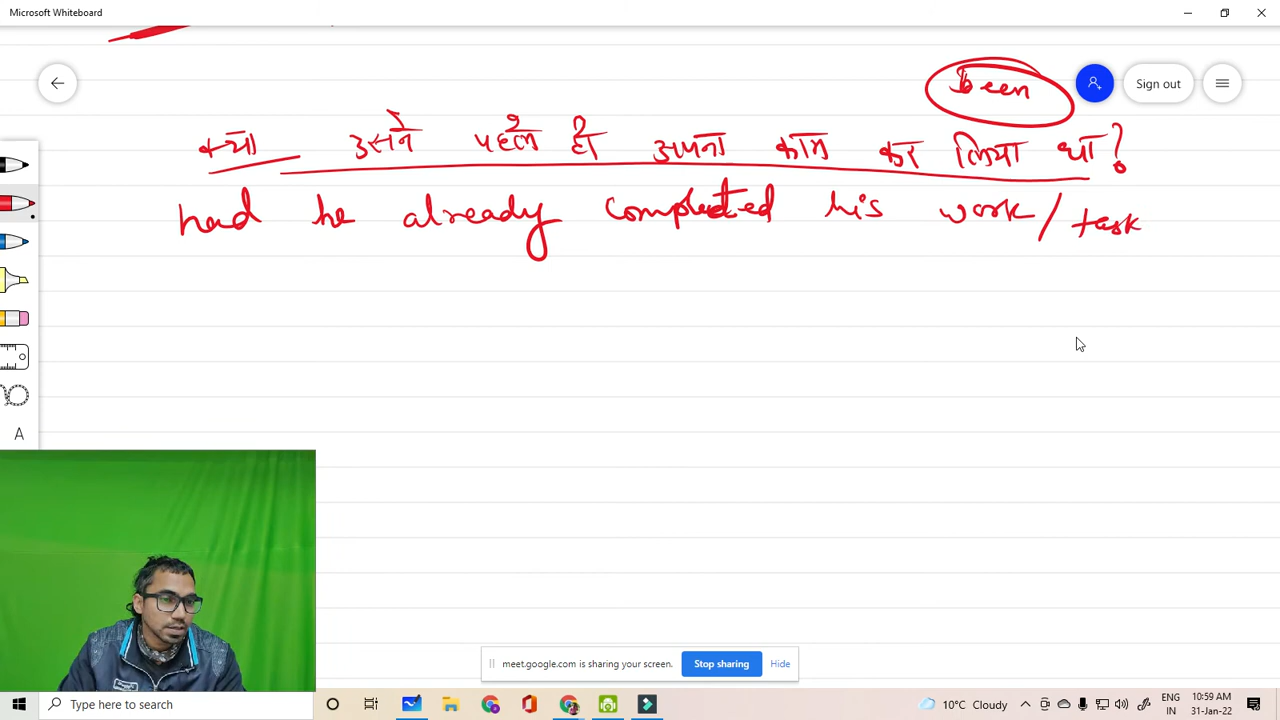 Microsoft Whiteboard
been
Sign out
क्या उसने पहले ही अपना काम कर लिया था?
had he already completed his work/task
A
meet.google.com is sharing your screen. Stop sharing Hide
Type here to search
10°C Cloudy
ENG
IN
10:59 AM
31-Jan-22